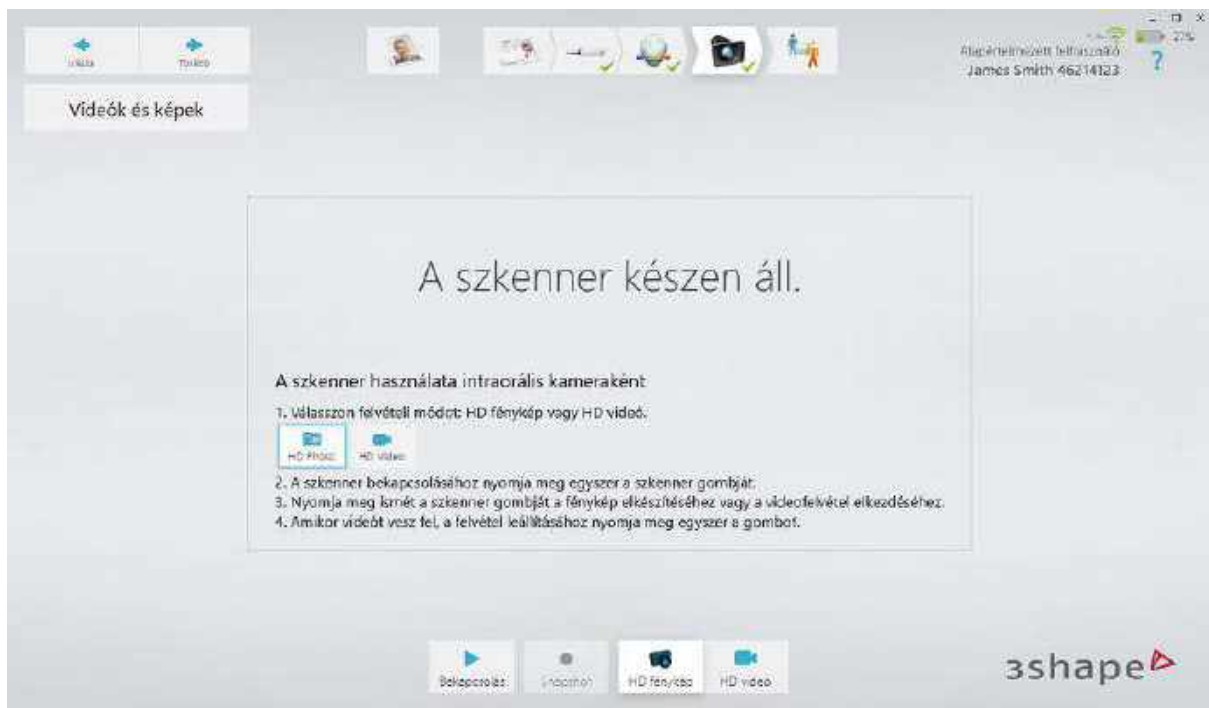 Vissza
Tovább
Alapértelmezett felhasználó
27%
James Smith 46214123
?
Videók és képek
A szkenner készen áll.
A szkenner használata intraorális kameraként
1. Válasszon felvételi módot: HD fénykép vagy HD videó.
HD Photo
HD Video
2. A szkenner bekapcsolásához nyomja meg egyszer a szkenner gombját.
3. Nyomja meg ismét a szkenner gombját a fénykép elkészítéséhez vagy a videofelvétel elkezdéséhez.
4. Amikor videót vesz fel, a felvétel leállításához nyomja meg egyszer a gombot.
Bekapcsolás
Snapshot
HD fénykép
HD videó
3shape